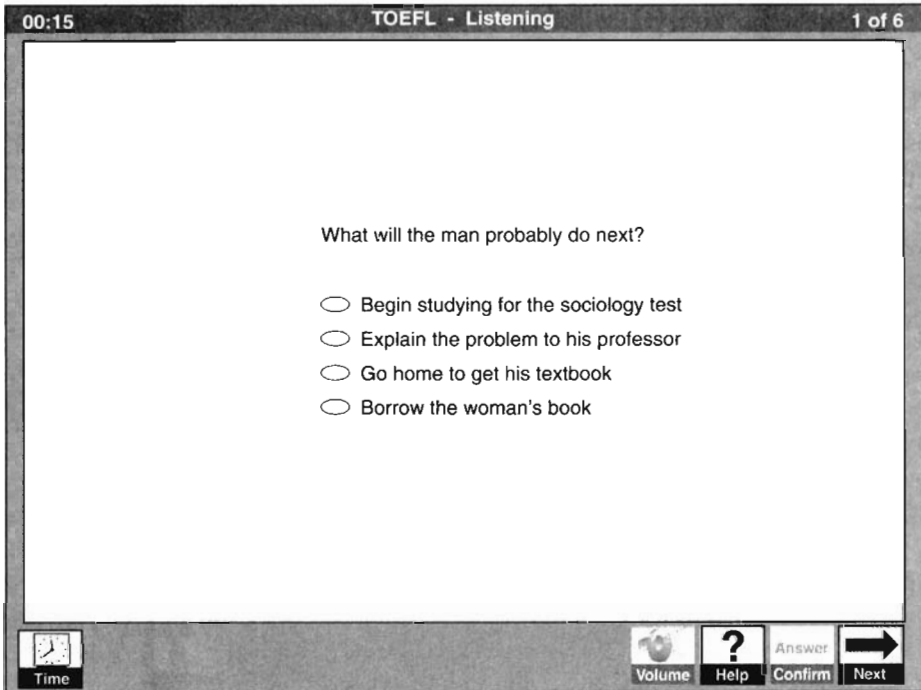 00:15 TOEFL - Listening 1 of 6
What will the man probably do next?
Begin studying for the sociology test
Explain the problem to his professor
Go home to get his textbook
Borrow the woman's book
?
Answer
Time Volume Help Confirm Next